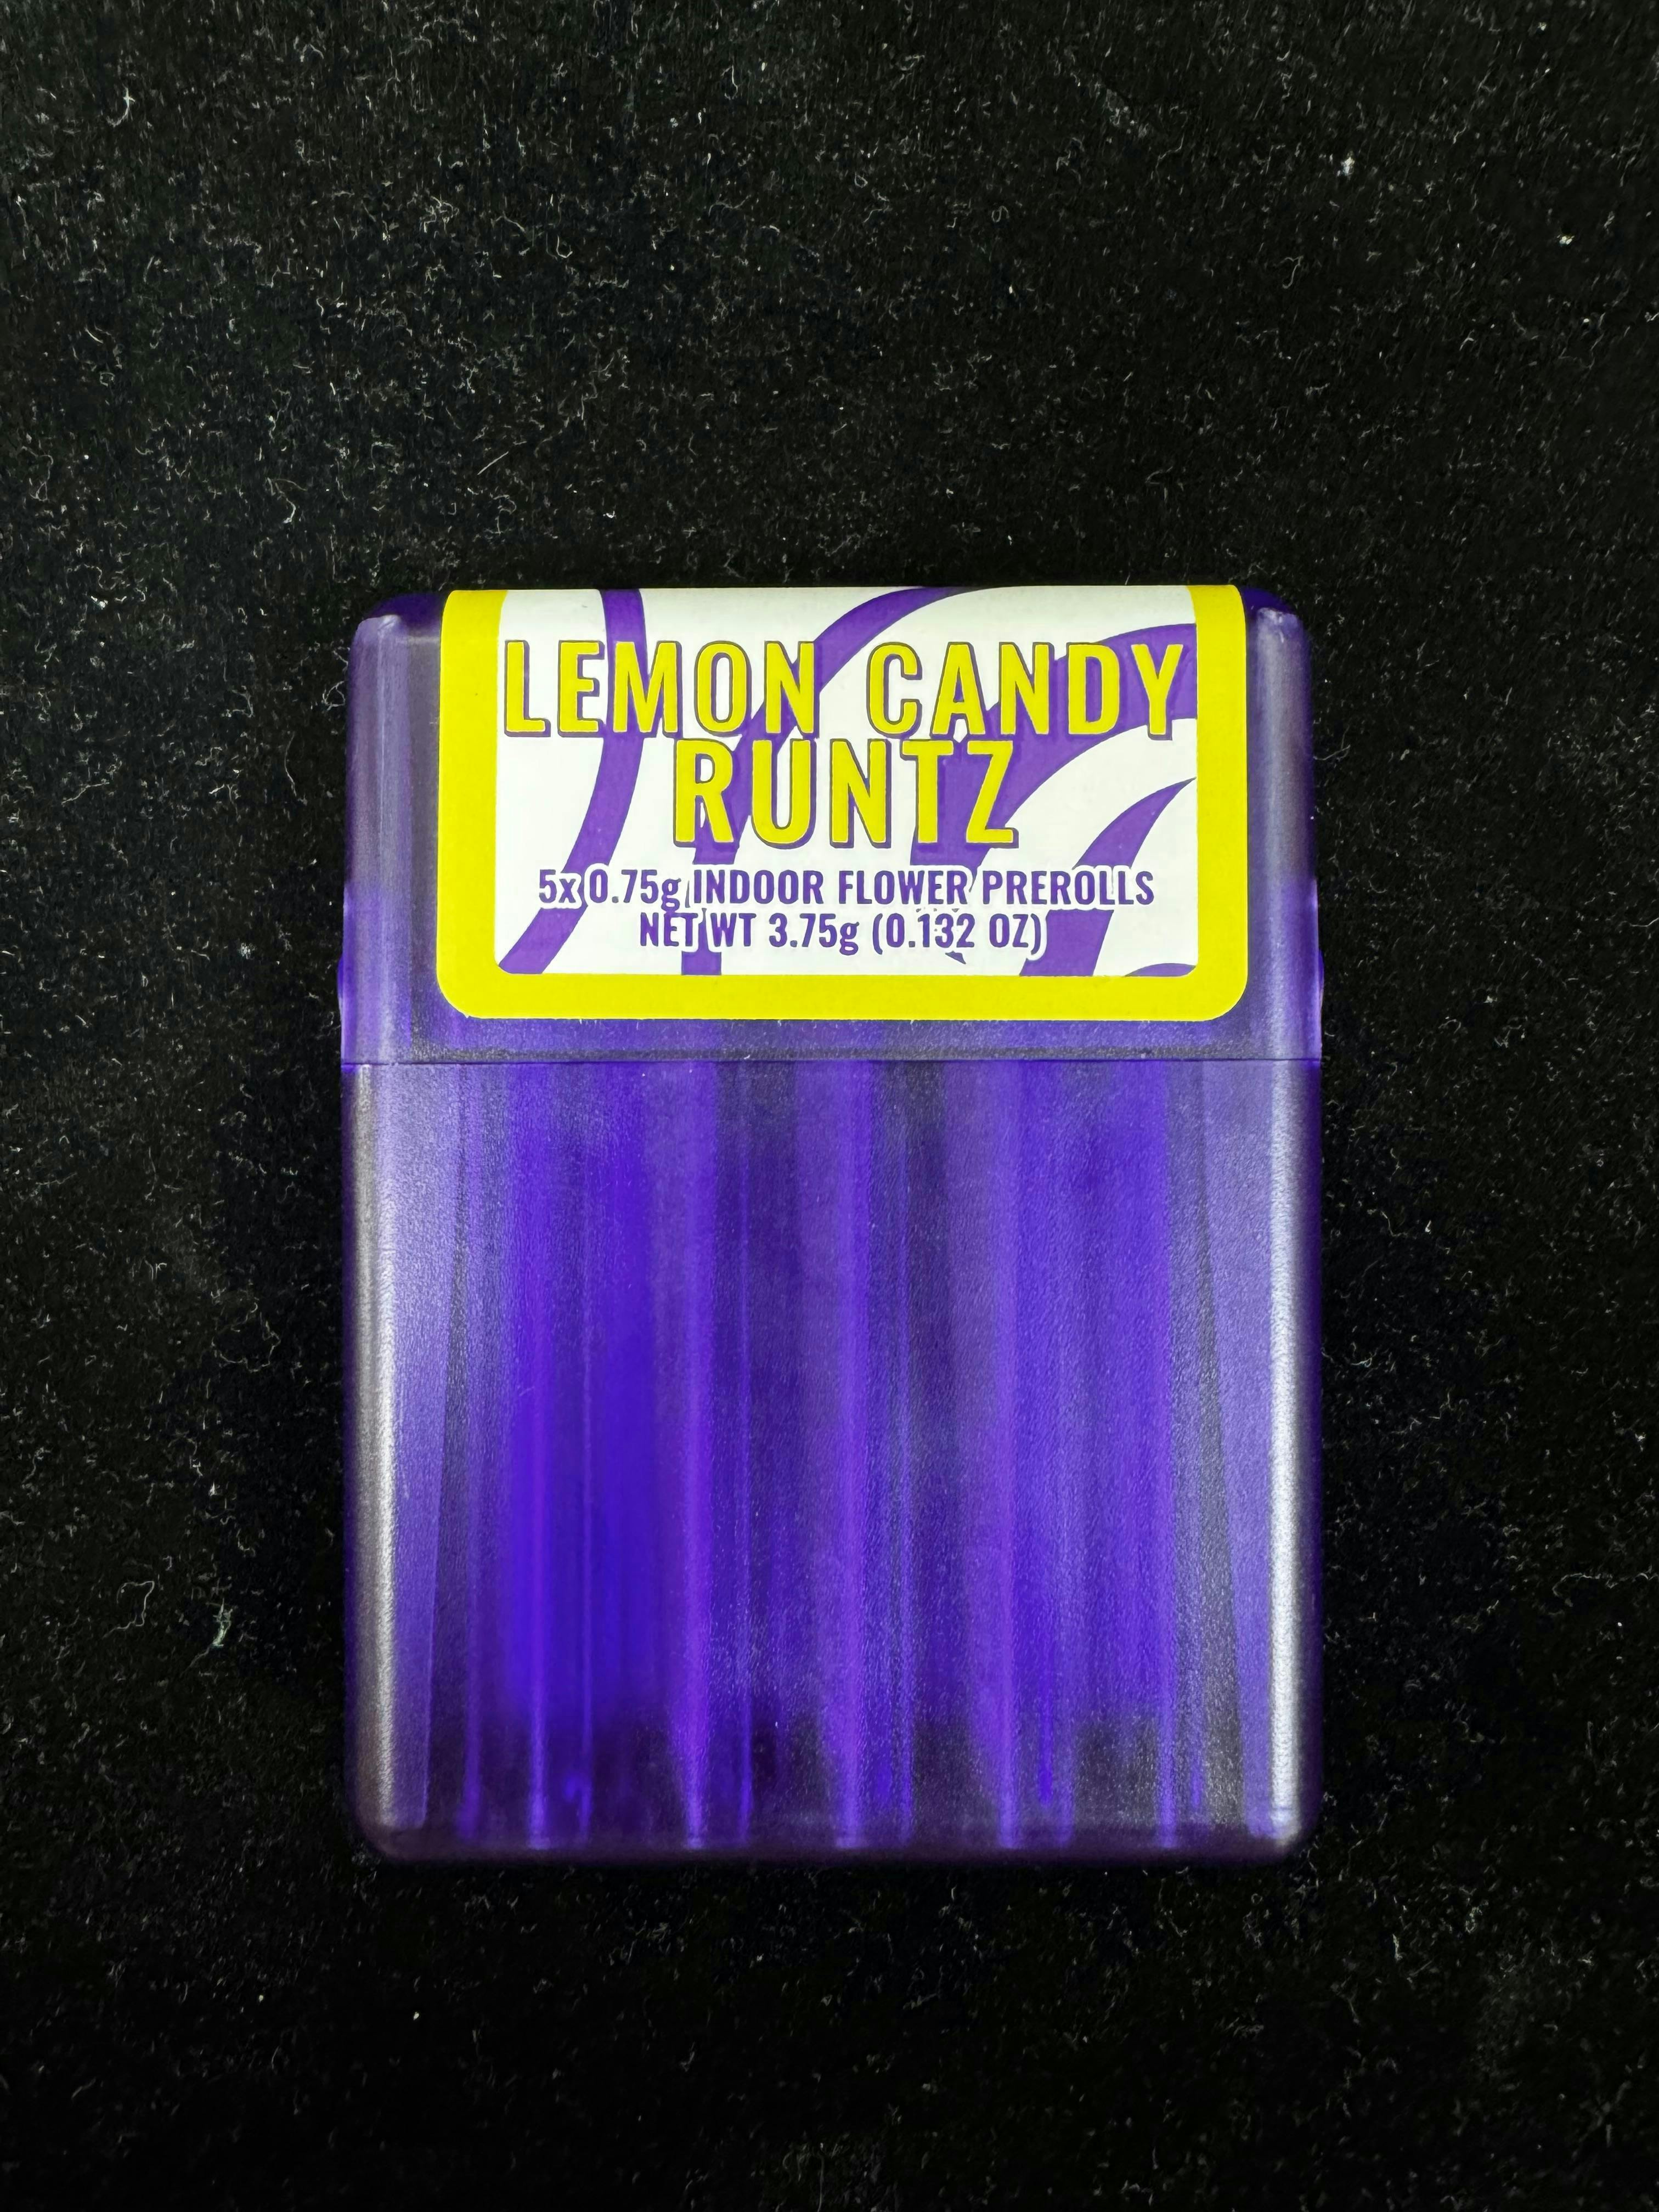 LEMON CANDY
RUNTZ
5x 0.75g INDOOR FLOWER PREROLLS
NET WT 3.75g (0.132 OZ)